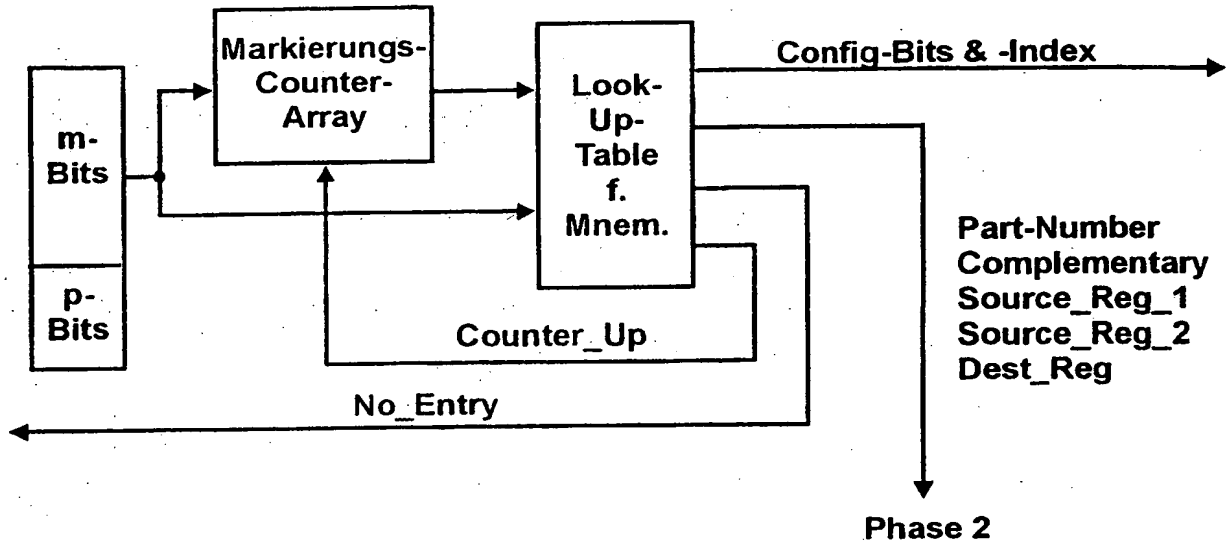 m-
Bits
p-
Bits
Markierungs-
Counter-
Array
Look-
Up-
Table
f.
Mnem.
Config-Bits & -Index
Part-Number
Complementary
Source_Reg_1
Source_Reg_2
Dest_Reg
Counter_Up
No_Entry
Phase 2